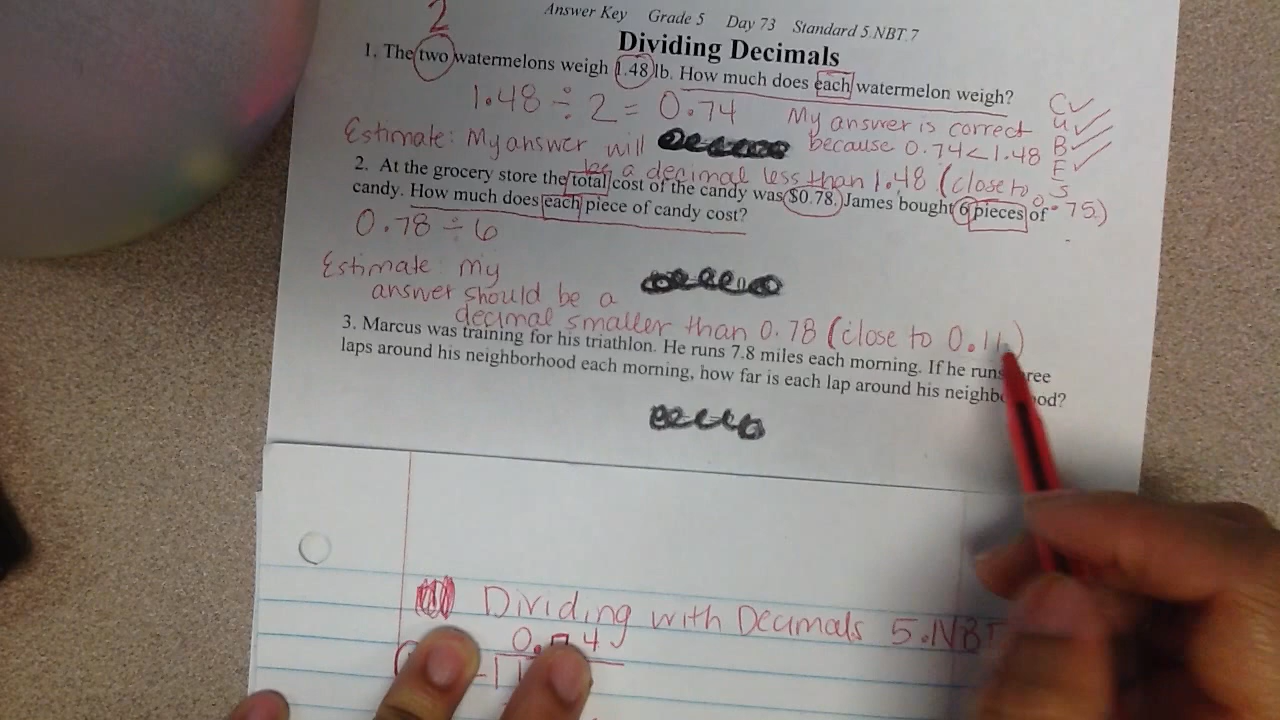 2
Answer Key Grade 5 Day 73 Standard 5.NBT.7
Dividing Decimals
1. The two watermelons weigh 1.48 lb. How much does each watermelon weigh?
1.48 ÷ 2 = 0.74
My answer is correct
because 0.74 < 1.48
C ✓
U ✓
B ✓
E ✓
S
Estimate: My answer will
be a decimal less than 1.48 (close to 0.75)
2. At the grocery store the total cost of the candy was $0.78. James bought 6 pieces of
candy. How much does each piece of candy cost?
0.78 ÷ 6
Estimate: My
answer should be a
decimal smaller than 0.78 (close to 0.11)
3. Marcus was training for his triathlon. He runs 7.8 miles each morning. If he runs
laps around his neighborhood each morning, how far is each lap around his
Dividing with Decimals 5.NBT
0.74